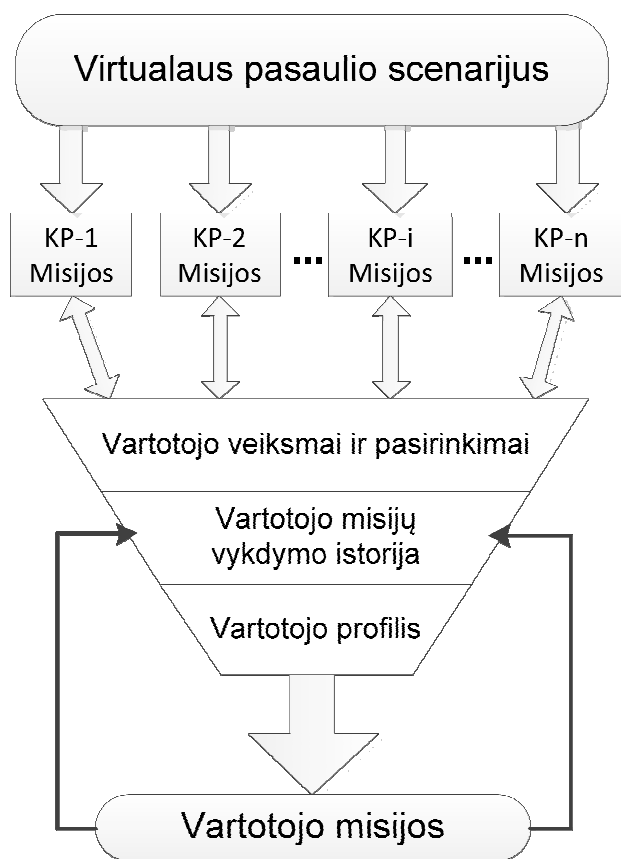 Virtualaus pasaulio scenarijus
KP-1
Misijos
KP-2
Misijos
...
KP-i
Misijos
...
KP-n
Misijos
Vartotojo veiksmai ir pasirinkimai
Vartotojo misijų
vykdymo istorija
Vartotojo profilis
Vartotojo misijos